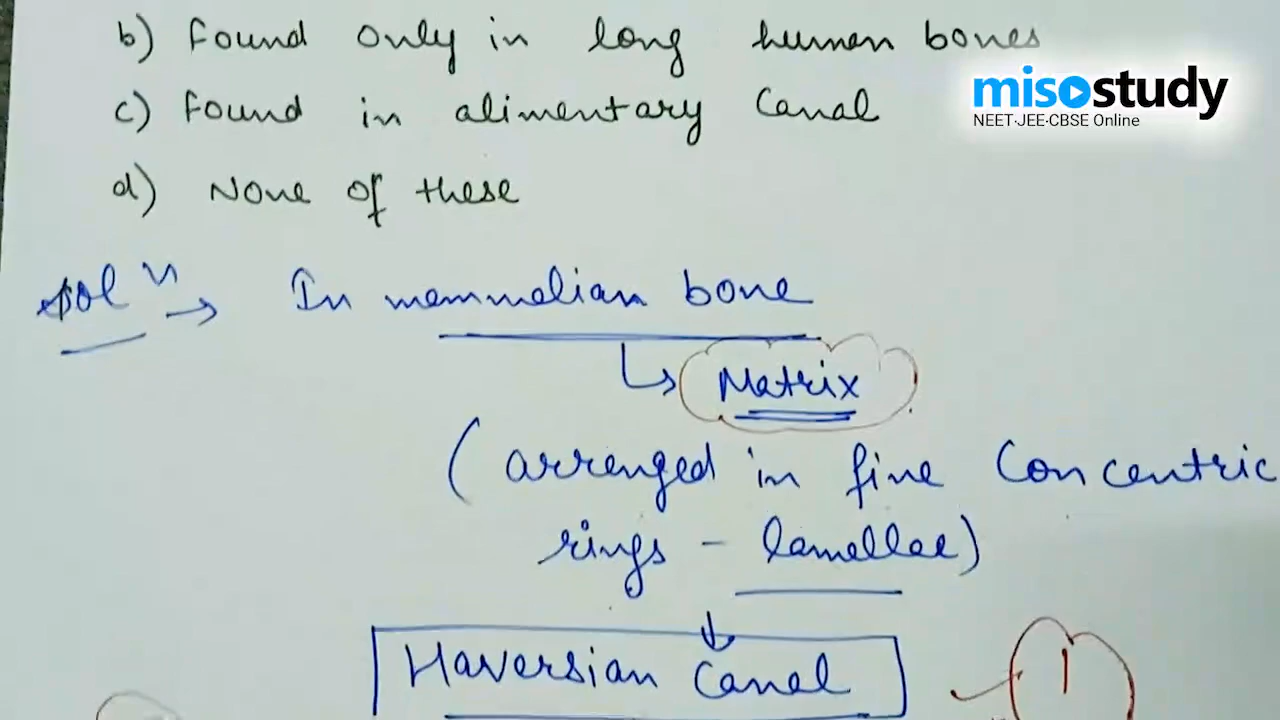 b) Found only in long human bones
c) Found in alimentary Canal
d) None of these
misostudy
NEET-JEE-CBSE Online
Solⁿ → In mammalian bone
↳ Matrix
(arranged in fine Concentric
rings - lamellae)
↓
Haversian Canal
1